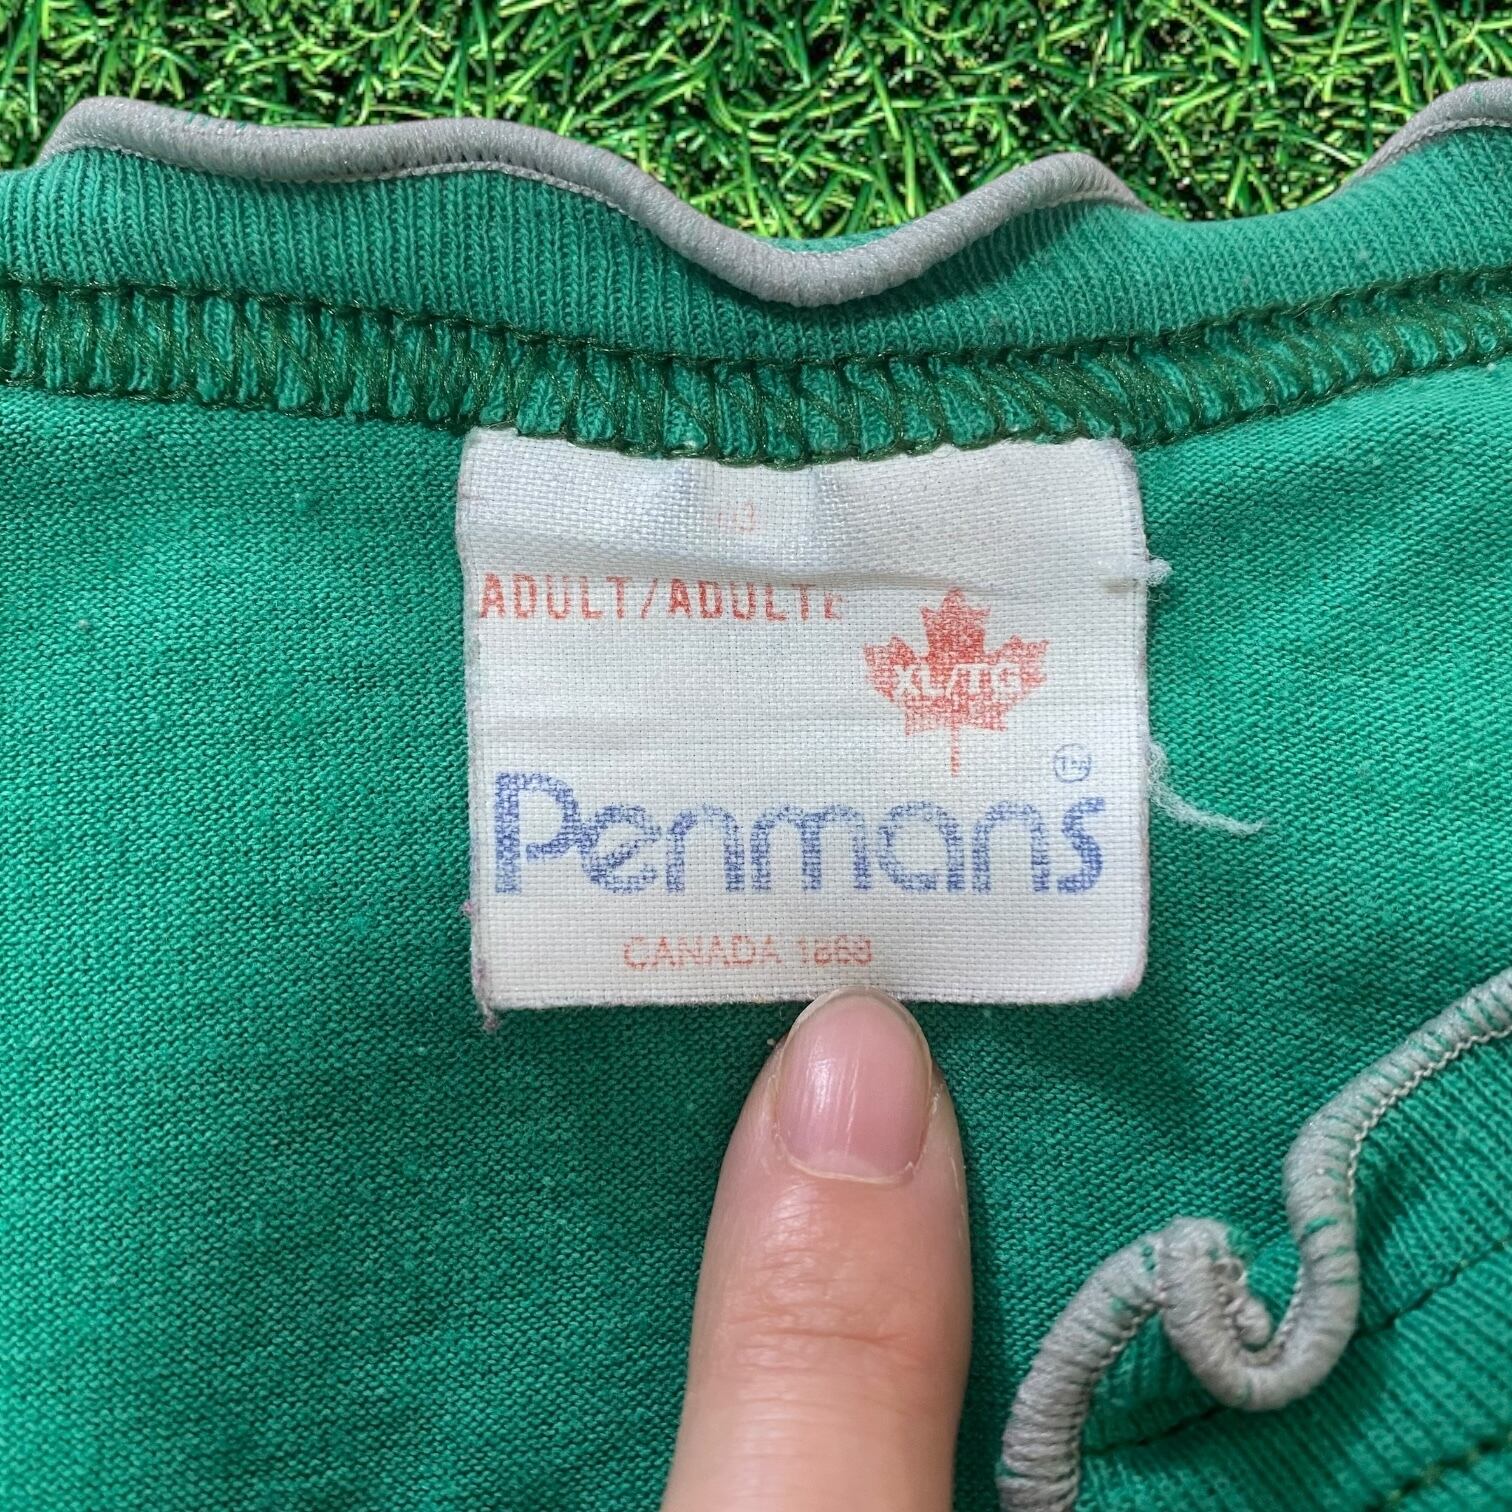 ADULT/ADULTE
XL/TG
Penmans
CANADA 1868